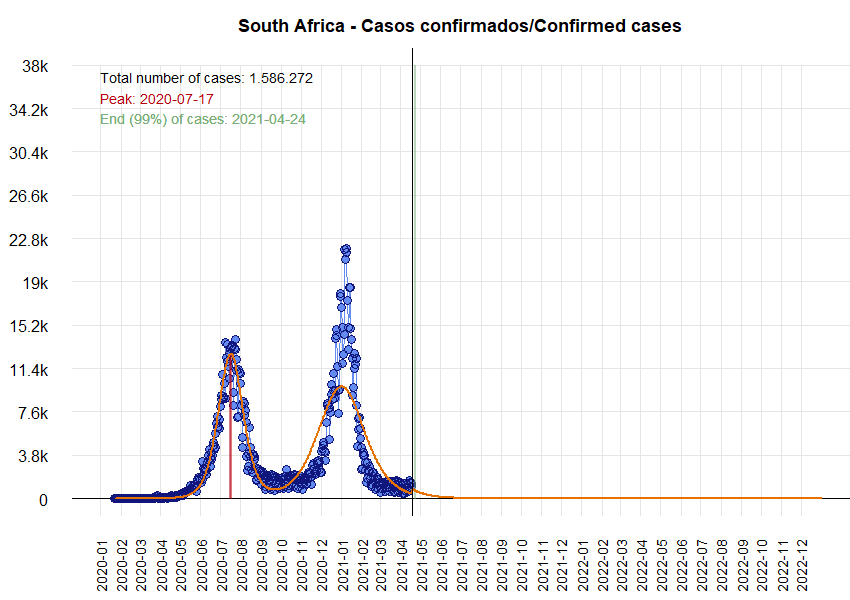 South Africa - Casos confirmados/Confirmed cases
38k
Total number of cases: 1.586.272
Peak: 2020-07-17
34.2k
End (99%) of cases: 2021-04-24
30.4k
26.6k
22.8k
19k
15.2k
11.4k
7.6k
3.8k
0
2020-01
2020-02
2020-03
2020-04
2020-05
2020-06
2020-07
2020-08
2020-09
2020-10
2020-11
2020-12
2021-01
2021-02
2021-03
2021-04
2021-05
2021-06
2021-07
2021-08
2021-09
2021-10
2021-11
2021-12
2022-01
2022-02
2022-03
2022-04
2022-05
2022-06
2022-07
2022-08
2022-09
2022-10
2022-11
2022-12